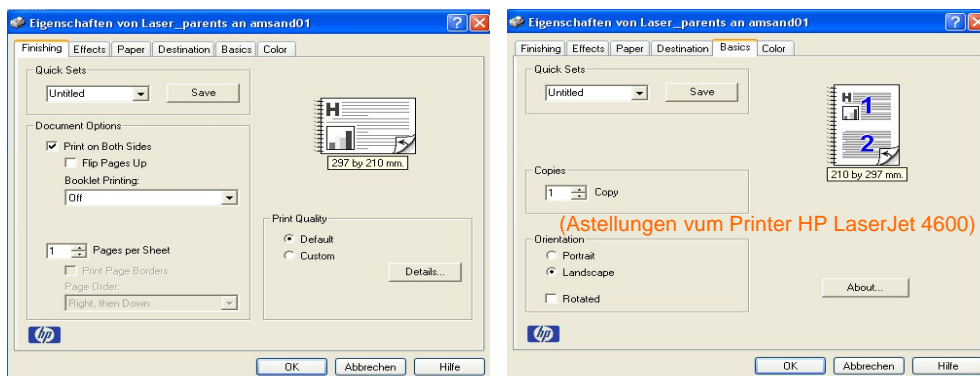 Eigenschaften von Laser_parents an amsand01
Finishing Effects Paper Destination Basics Color
Quick Sets
Untitled Save
Document Options
Print on Both Sides
Flip Pages Up
Booklet Printing:
Off
1 Pages per Sheet
Print Page Borders
Page Order:
Right, then Down
H
297 by 210 mm.
Print Quality
Default
Custom
Details...
hp
OK Abbrechen Hilfe
Eigenschaften von Laser_parents an amsand01
Finishing Effects Paper Destination Basics Color
Quick Sets
Untitled Save
H
1
2
210 by 297 mm.
Copies
1 Copy
(Astellungen vum Printer HP LaserJet 4600)
Orientation
Portrait
Landscape
Rotated
About...
hp
OK Abbrechen Hilfe